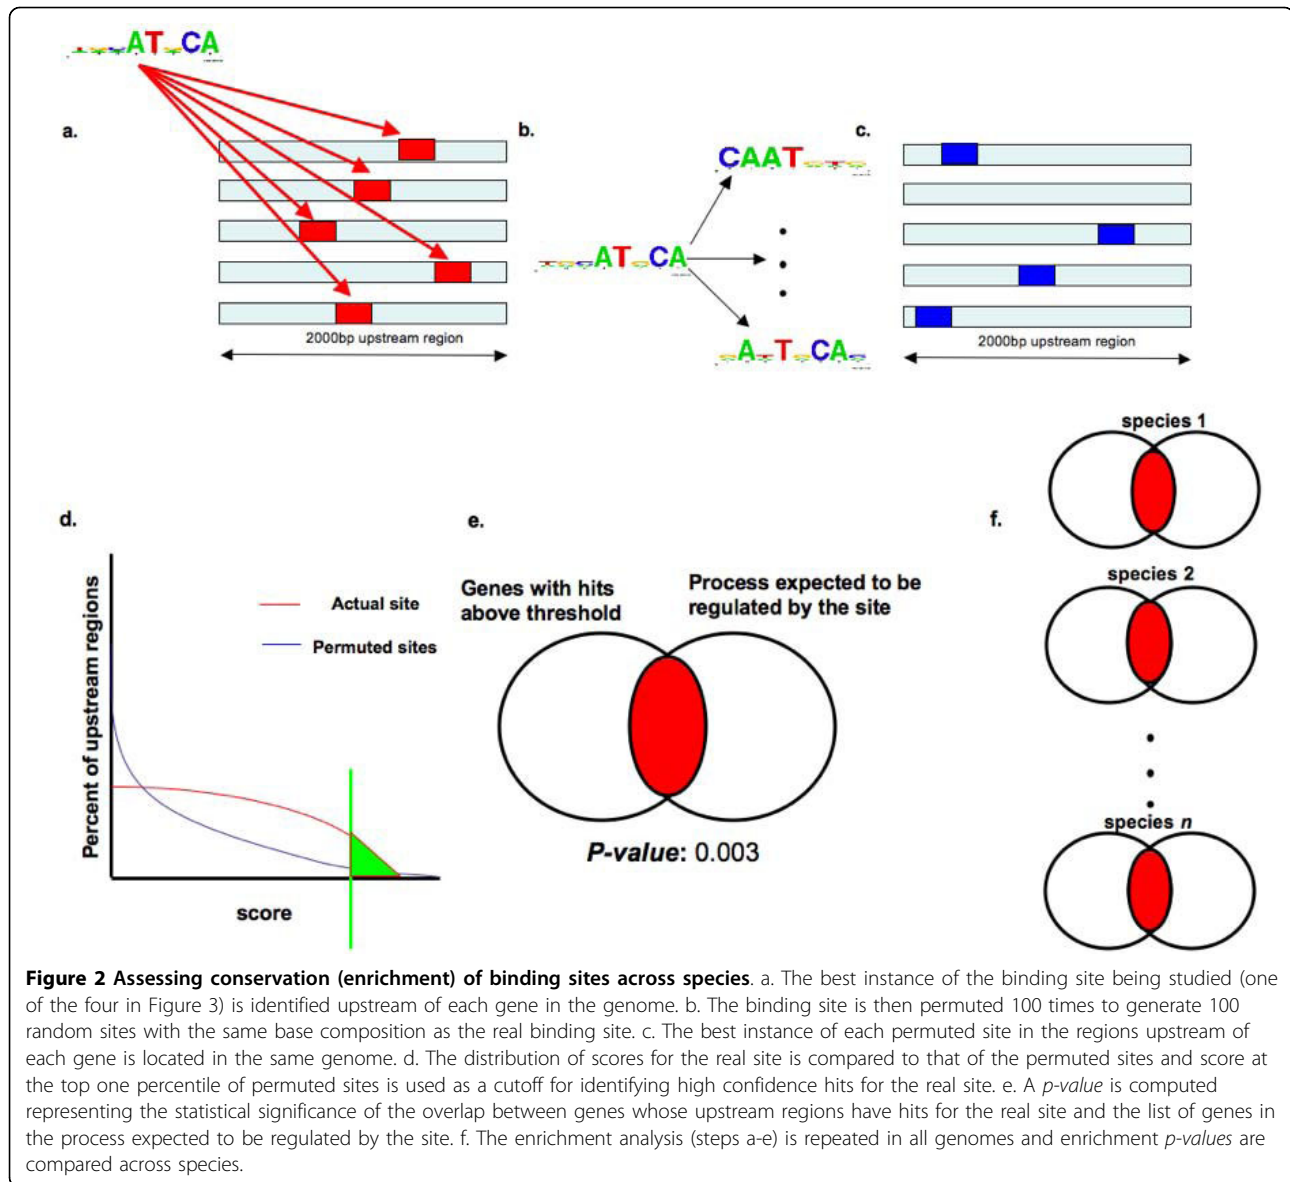 ATCA
a.
b.
c.
CAAT
ATCA
ATCA
2000bp upstream region
2000bp upstream region
d.
e.
f.
Percent of upstream regions
Actual site
Permuted sites
score
Genes with hits
above threshold
Process expected to be
regulated by the site
P-value: 0.003
species 1
species 2
species n
Figure 2 Assessing conservation (enrichment) of binding sites across species. a. The best instance of the binding site being studied (one
of the four in Figure 3) is identified upstream of each gene in the genome. b. The binding site is then permuted 100 times to generate 100
random sites with the same base composition as the real binding site. c. The best instance of each permuted site in the regions upstream of
each gene is located in the same genome. d. The distribution of scores for the real site is compared to that of the permuted sites and score at
the top one percentile of permuted sites is used as a cutoff for identifying high confidence hits for the real site. e. A p-value is computed
representing the statistical significance of the overlap between genes whose upstream regions have hits for the real site and the list of genes in
the process expected to be regulated by the site. f. The enrichment analysis (steps a-e) is repeated in all genomes and enrichment p-values are
compared across species.